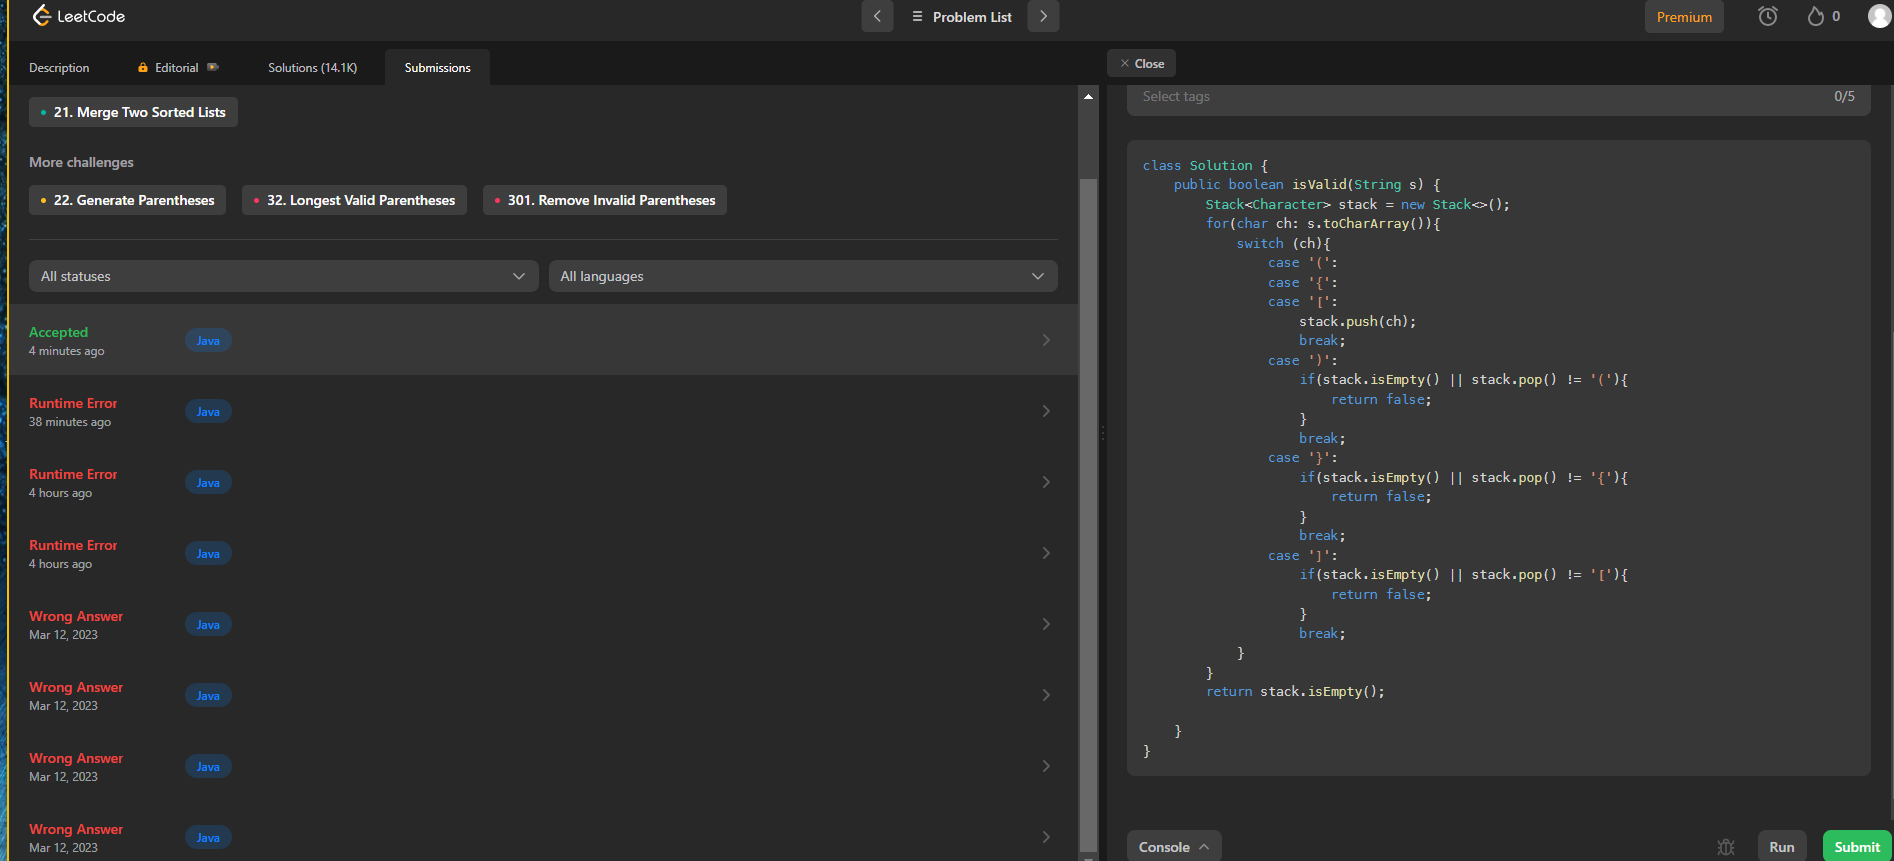 LeetCode
Problem List
Premium
0
Description
Editorial
Solutions (14.1K)
Submissions
21. Merge Two Sorted Lists
More challenges
22. Generate Parentheses
32. Longest Valid Parentheses
301. Remove Invalid Parentheses
All statuses
All languages
Accepted
4 minutes ago
Java
Runtime Error
38 minutes ago
Java
Runtime Error
4 hours ago
Java
Runtime Error
4 hours ago
Java
Wrong Answer
Mar 12, 2023
Java
Wrong Answer
Mar 12, 2023
Java
Wrong Answer
Mar 12, 2023
Java
Wrong Answer
Mar 12, 2023
Java
Close
Select tags
0/5
class Solution {
    public boolean isValid(String s) {
        Stack<Character> stack = new Stack<>();
        for(char ch: s.toCharArray()){
            switch (ch){
                case '(':
                case '{':
                case '[':
                    stack.push(ch);
                    break;
                case ')':
                    if(stack.isEmpty() || stack.pop() != '('){
                        return false;
                    }
                    break;
                case '}':
                    if(stack.isEmpty() || stack.pop() != '{'){
                        return false;
                    }
                    break;
                case ']':
                    if(stack.isEmpty() || stack.pop() != '['){
                        return false;
                    }
                    break;
            }
        }
        return stack.isEmpty();
    }
}
Console
Run
Submit